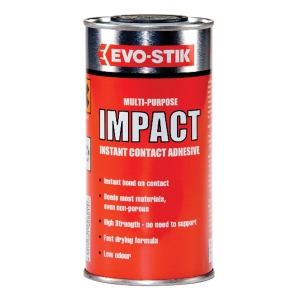 EVO-STIK
MULTI-PURPOSE
IMPACT
INSTANT CONTACT ADHESIVE
• Instant bond on contact
• Bonds most materials,
even non-porous
• High Strength - no need to support
• Fast drying formula
• Low odour